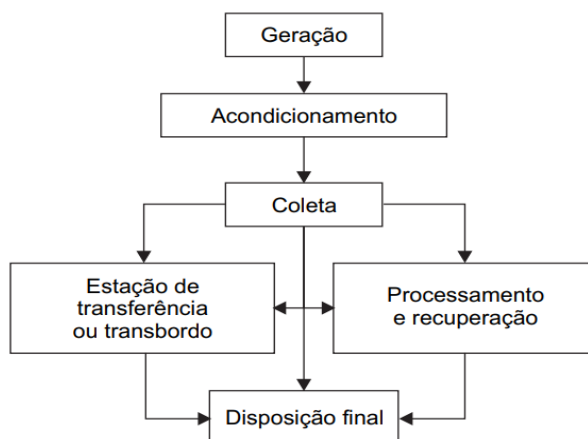 Geração
Acondicionamento
Coleta
Estação de
transferência
ou transbordo
Processamento
e recuperação
Disposição final